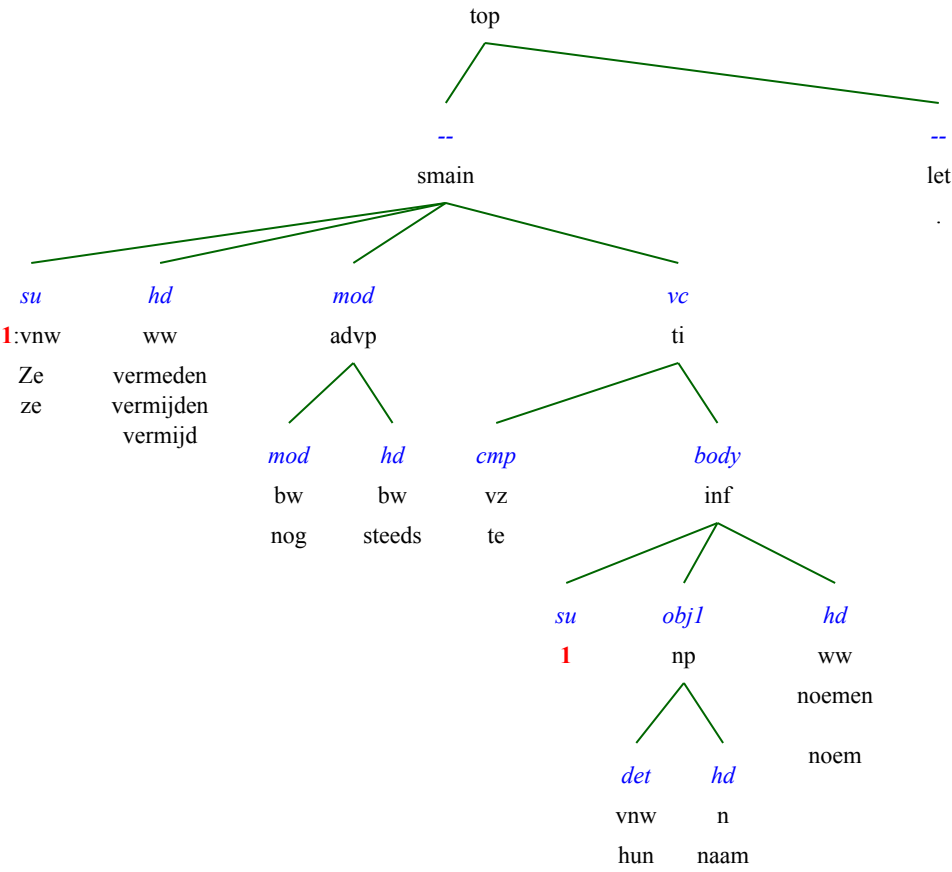 top
-- --
smain let
.
su hd mod vc
1:vnw ww advp ti
Ze vermeden
ze vermijden
vermijd
mod hd cmp body
bw bw vz inf
nog steeds te
su obj1 hd
1 np ww
noemen
noem
det hd
vnw n
hun naam